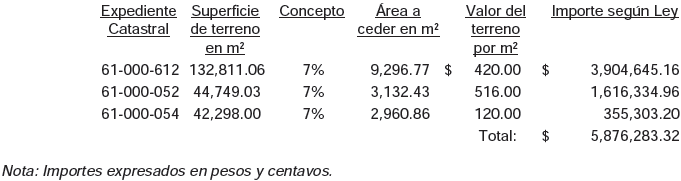 Expediente Superficie Concepto Área a Valor del Importe según Ley
Catastral de terreno ceder en m² terreno
en m² por m²
61-000-612 132,811.06 7% 9,296.77 $ 420.00 $ 3,904,645.16
61-000-052 44,749.03 7% 3,132.43 516.00 1,616,334.96
61-000-054 42,298.00 7% 2,960.86 120.00 355,303.20
Total: $ 5,876,283.32
Nota: Importes expresados en pesos y centavos.